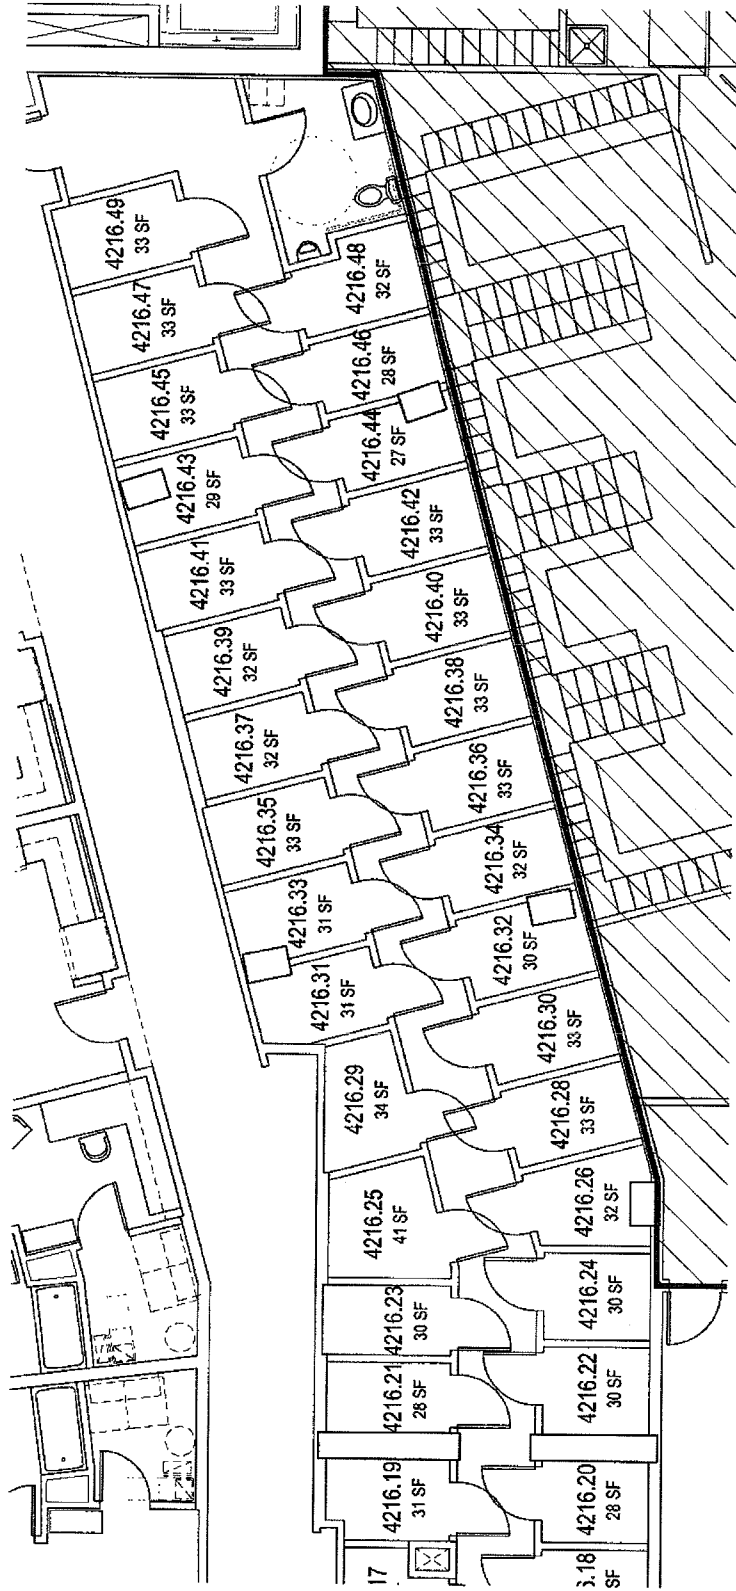 4216.49
33 SF
4216.47
33 SF
4216.45
33 SF
4216.43
29 SF
4216.41
33 SF
4216.39
32 SF
4216.37
32 SF
4216.35
33 SF
4216.33
31 SF
4216.31
31 SF
4216.29
34 SF
4216.25
41 SF
4216.23
30 SF
4216.21
28 SF
4216.19
31 SF
17
4216.48
32 SF
4216.46
28 SF
4216.44
27 SF
4216.42
33 SF
4216.40
33 SF
4216.38
33 SF
4216.36
33 SF
4216.34
32 SF
4216.32
30 SF
4216.30
33 SF
4216.28
33 SF
4216.26
32 SF
4216.24
30 SF
4216.22
30 SF
4216.20
28 SF
.18
SF